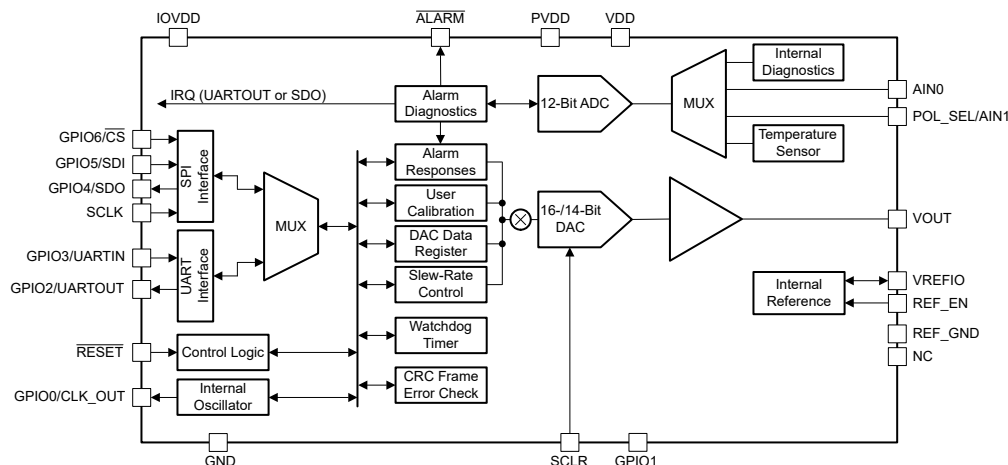 IOVDD
ALARM
PVDD
VDD
Internal
Diagnostics
IRQ (UARTOUT or SDO)
Alarm
Diagnostics
12-Bit ADC
MUX
AIN0
POL_SEL/AIN1
Temperature
Sensor
GPIO6/CS
GPIO5/SDI
GPIO4/SDO
SCLK
SPI
Interface
MUX
GPIO3/UARTIN
GPIO2/UARTOUT
UART
Interface
Alarm
Responses
User
Calibration
DAC Data
Register
Slew-Rate
Control
16-/14-Bit
DAC
VOUT
Internal
Reference
VREFIO
REF_EN
REF_GND
NC
RESET
Control Logic
Watchdog
Timer
GPIO0/CLK_OUT
Internal
Oscillator
CRC Frame
Error Check
GND
SCLR
GPIO1